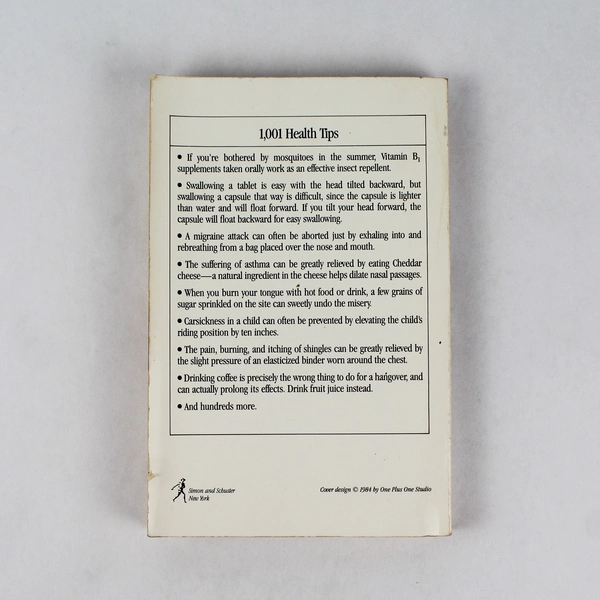 1,001 Health Tips
• If you're bothered by mosquitoes in the summer, Vitamin B1
supplements taken orally work as an effective insect repellent.
• Swallowing a tablet is easy with the head tilted backward, but
swallowing a capsule that way is difficult, since the capsule is lighter
than water and will float forward. If you tilt your head forward, the
capsule will float backward for easy swallowing.
• A migraine attack can often be aborted just by exhaling into and
rebreathing from a bag placed over the nose and mouth.
• The suffering of asthma can be greatly relieved by eating Cheddar
cheese—a natural ingredient in the cheese helps dilate nasal passages.
• When you burn your tongue with hot food or drink, a few grains of
sugar sprinkled on the site can sweetly undo the misery.
• Carsickness in a child can often be prevented by elevating the child's
riding position by ten inches.
• The pain, burning, and itching of shingles can be greatly relieved by
the slight pressure of an elasticized binder worn around the chest.
• Drinking coffee is precisely the wrong thing to do for a hangover, and
can actually prolong its effects. Drink fruit juice instead.
• And hundreds more.
Simon and Schuster
New York
Cover design © 1984 by One Plus One Studio